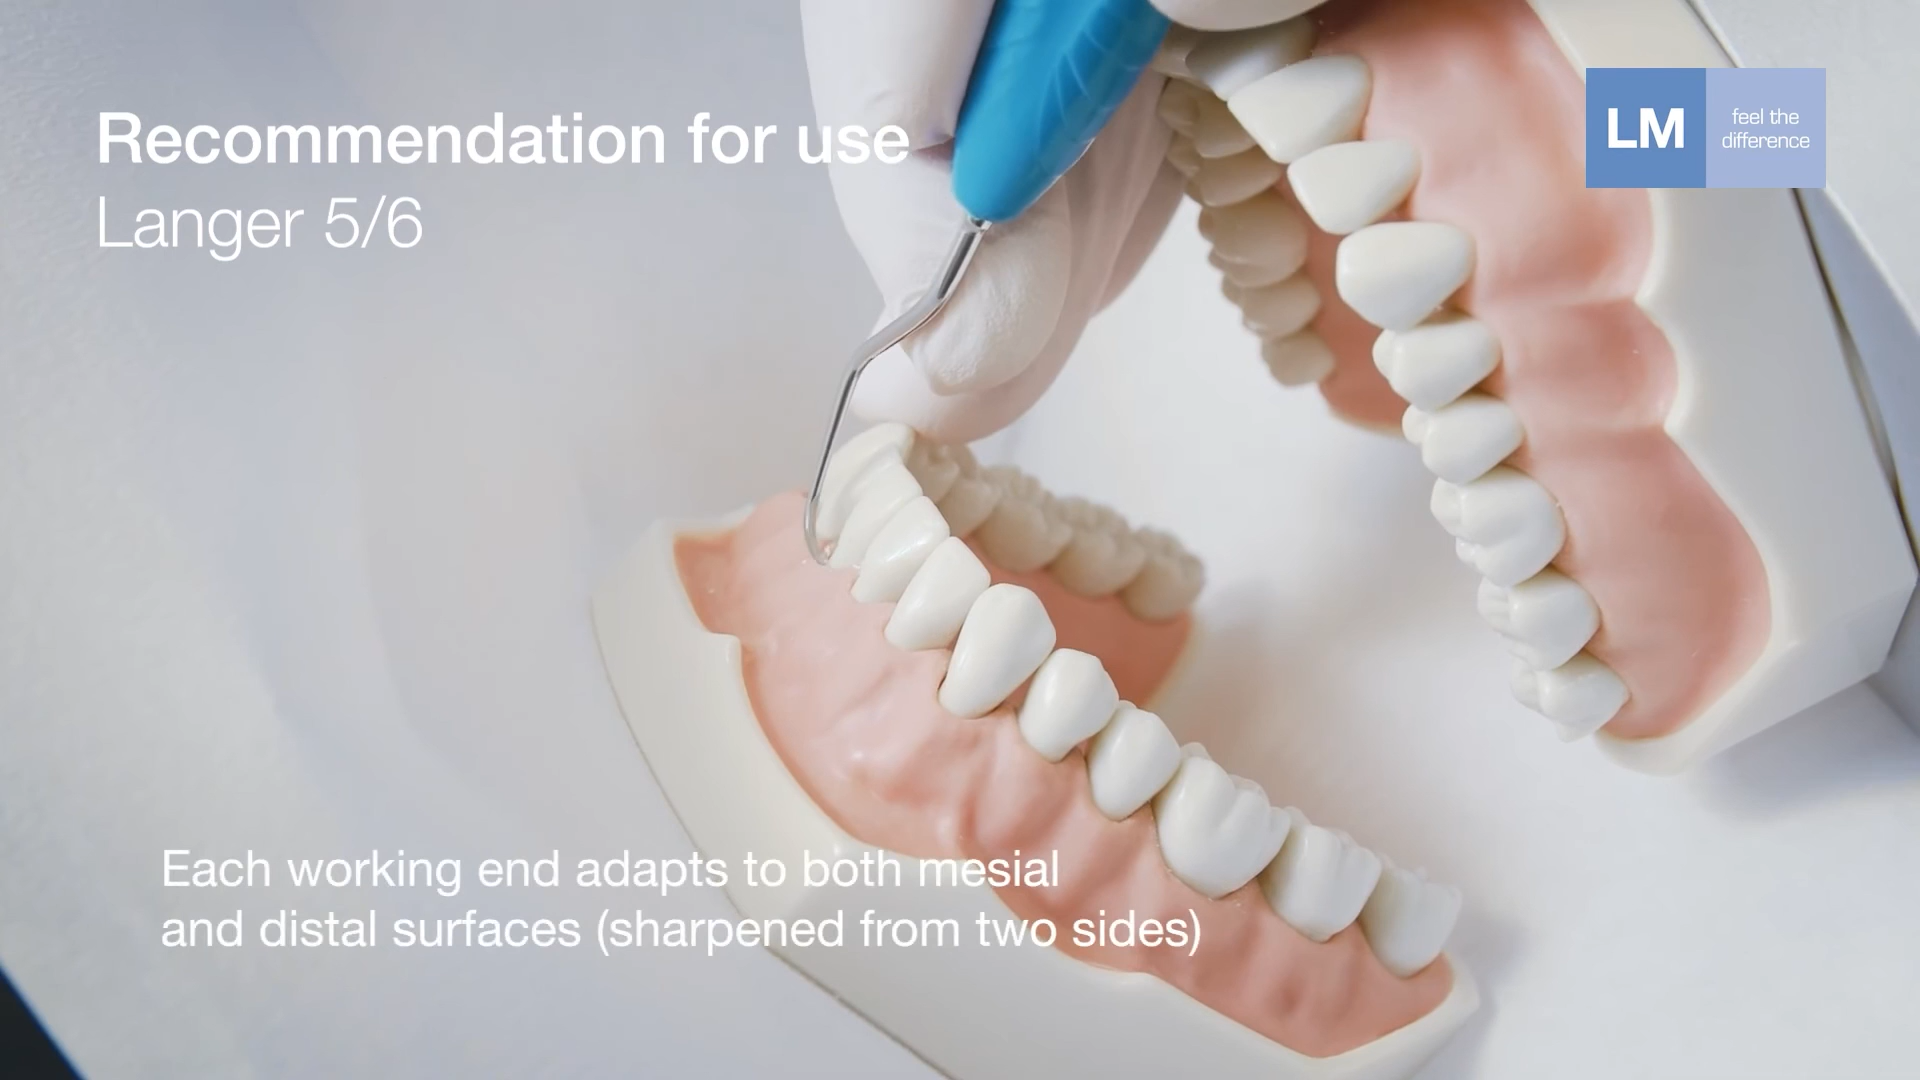 Recommendation for use
Langer 5/6
LM
feel the
difference
Each working end adapts to both mesial
and distal surfaces (sharpened from two sides)